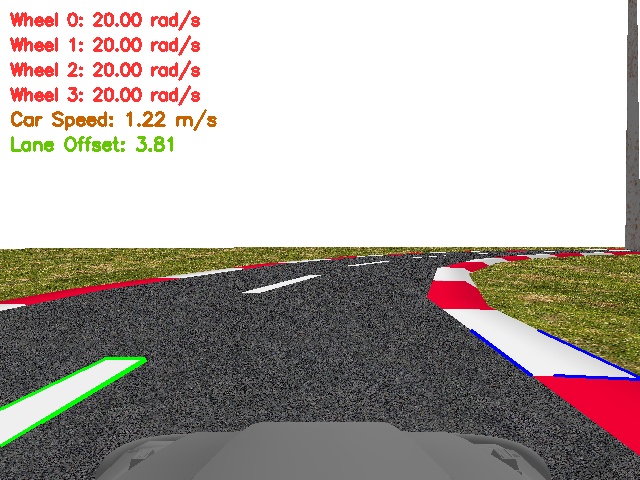 Wheel 0: 20.00 rad/s
Wheel 1: 20.00 rad/s
Wheel 2: 20.00 rad/s
Wheel 3: 20.00 rad/s
Car Speed: 1.22 m/s
Lane Offset: 3.81